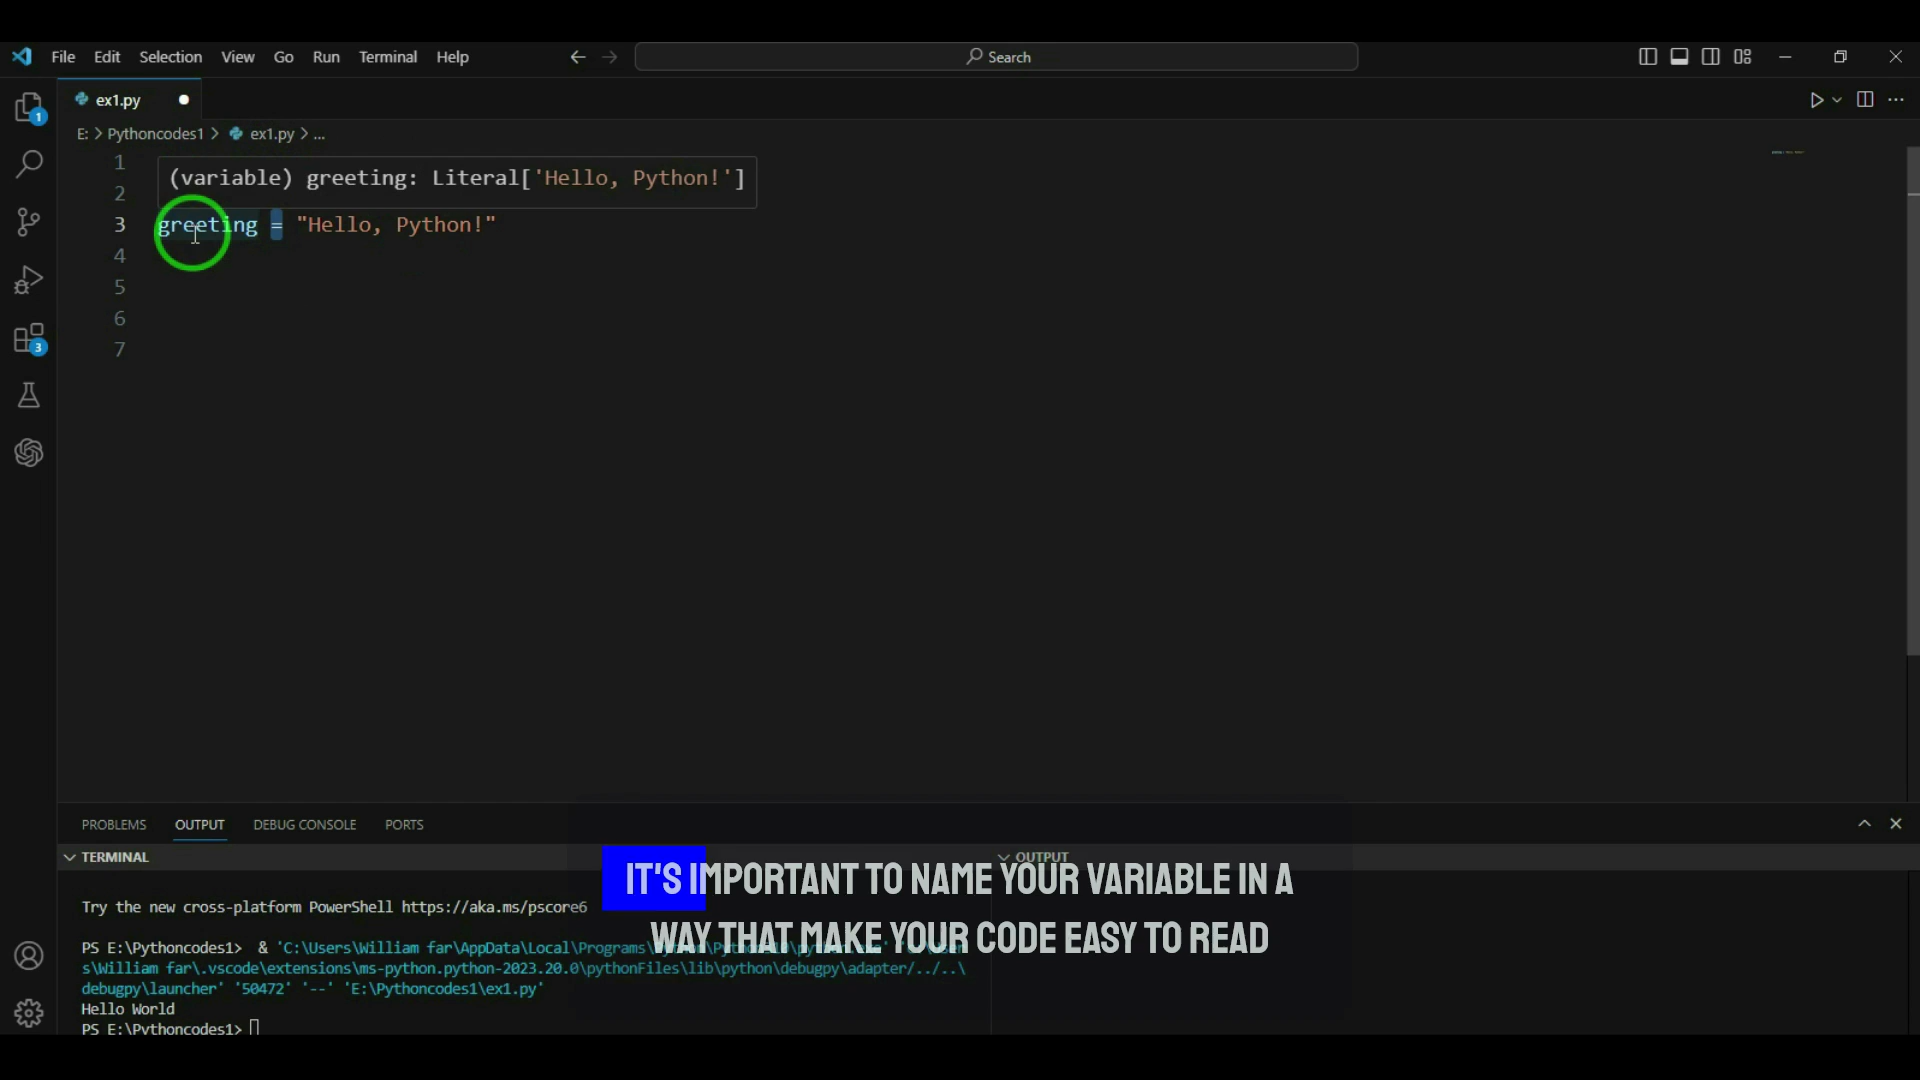 File Edit Selection View Go Run Terminal Help
Search
ex1.py
E: > Pythoncodes1 > ex1.py > ...
1
1
2
(variable) greeting: Literal['Hello, Python!']
3 greeting = "Hello, Python!"
4
5
6
7
3
PROBLEMS OUTPUT DEBUG CONSOLE PORTS
TERMINAL
OUTPUT
IT'S IMPORTANT TO NAME YOUR VARIABLE IN A
WAY THAT MAKE YOUR CODE EASY TO READ
Try the new cross-platform PowerShell https://aka.ms/pscore6
PS E:\Pythoncodes1> & 'C:\Users\William far\AppData\Local\Programs\
s\William far\.vscode\extensions\ms-python.python-2023.20.0\pythonFiles\lib\python\debugpy\adapter/../..\
debugpy\launcher' '50472' '--' 'E:\Pythoncodes1\ex1.py'
Hello World
PS E:\Pythoncodes1>